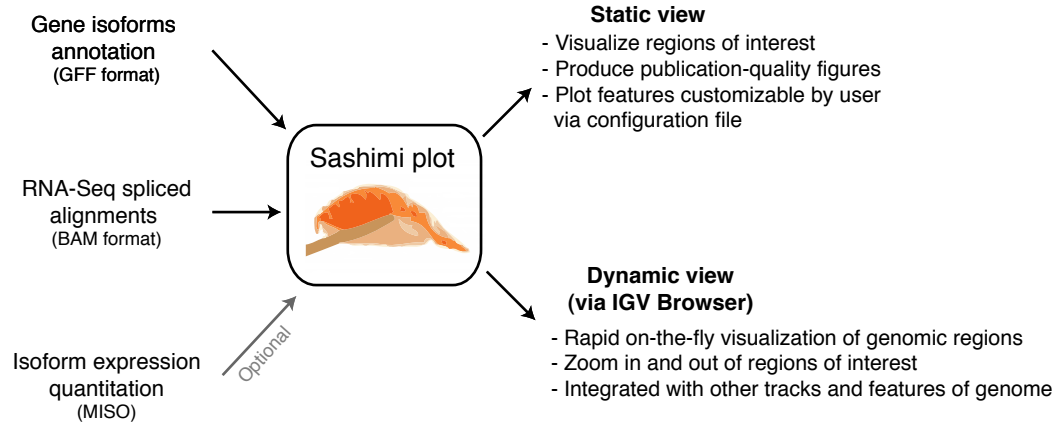 Gene isoforms
annotation
(GFF format)
RNA-Seq spliced
alignments
(BAM format)
Isoform expression
quantitation
(MISO)
Optional
Sashimi plot
Static view
- Visualize regions of interest
- Produce publication-quality figures
- Plot features customizable by user
via configuration file
Dynamic view
(via IGV Browser)
- Rapid on-the-fly visualization of genomic regions
- Zoom in and out of regions of interest
- Integrated with other tracks and features of genome